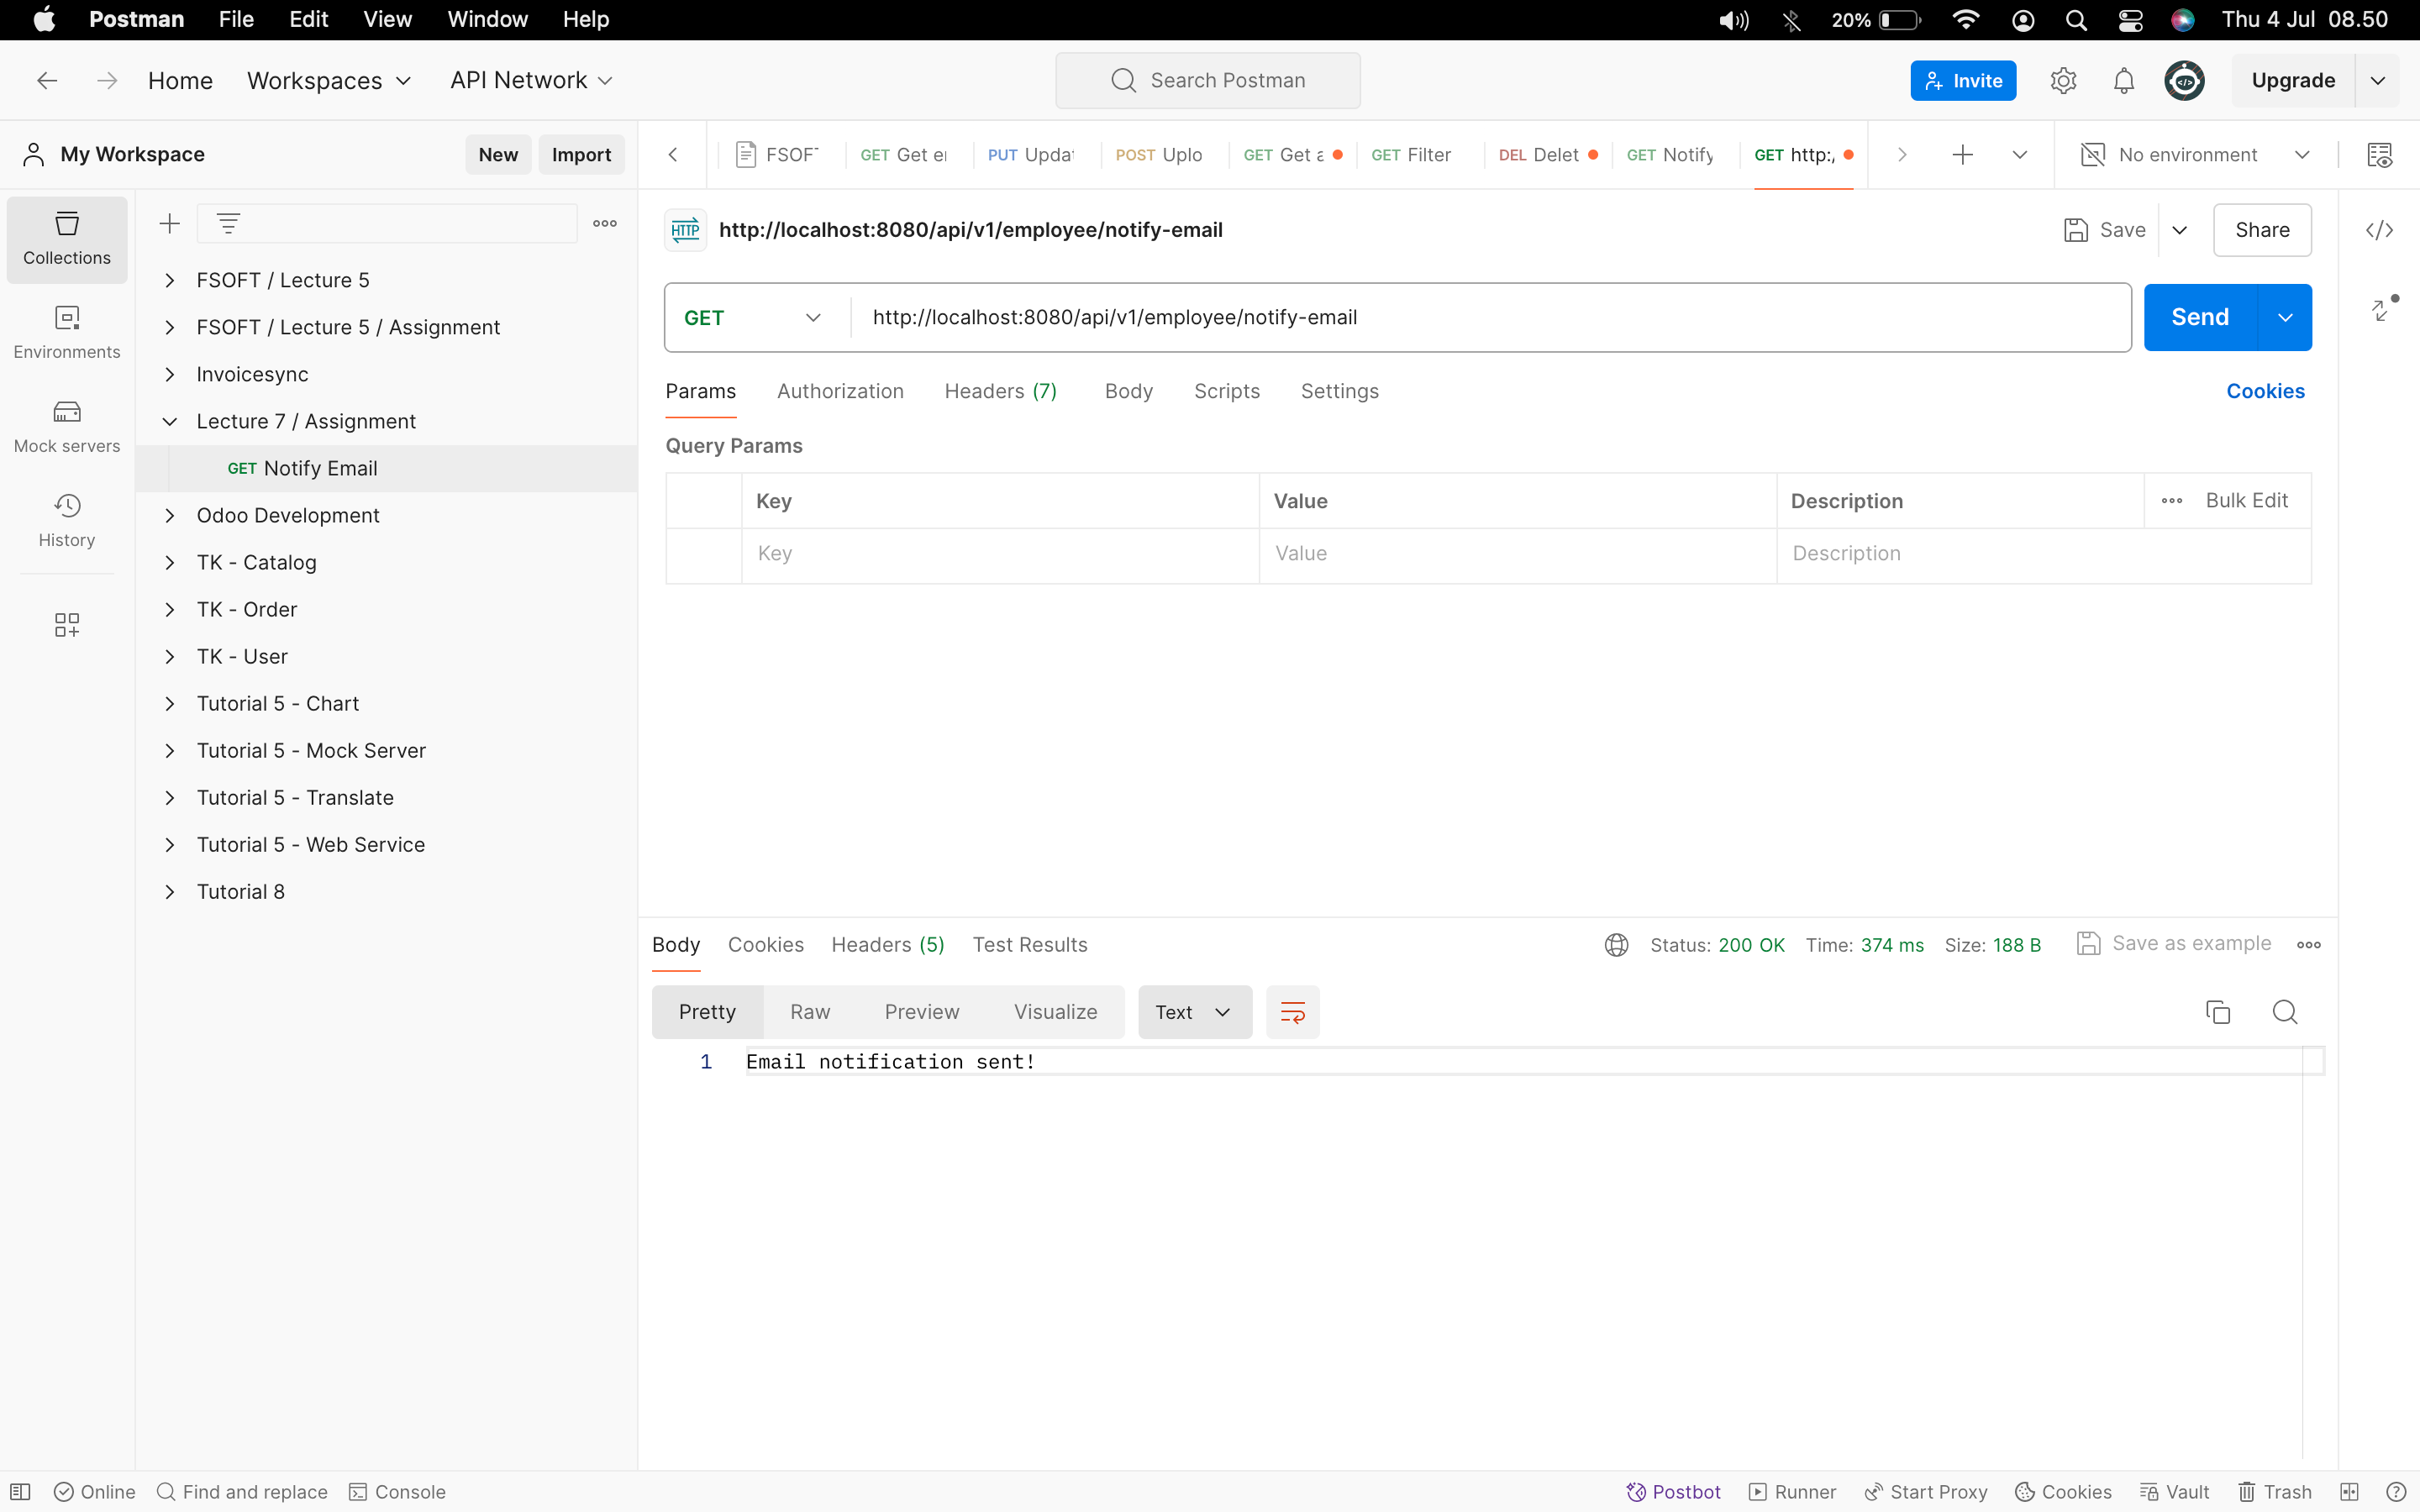 Postman File Edit View Window Help 20% Thu 4 Jul 08.50
Home Workspaces API Network Search Postman Invite Upgrade
My Workspace New Import
FSOF GET Get e PUT Upda POST Uplo GET Get a GET Filter DEL Delet GET Notify GET http:/ No environment
Collections
Environments
Mock servers
History
FSOFT / Lecture 5
FSOFT / Lecture 5 / Assignment
Invoicesync
Lecture 7 / Assignment
GET Notify Email
Odoo Development
TK - Catalog
TK - Order
TK - User
Tutorial 5 - Chart
Tutorial 5 - Mock Server
Tutorial 5 - Translate
Tutorial 5 - Web Service
Tutorial 8
HTTP http://localhost:8080/api/v1/employee/notify-email Save Share
GET http://localhost:8080/api/v1/employee/notify-email Send
Params Authorization Headers (7) Body Scripts Settings Cookies
Query Params
Key Value Description Bulk Edit
Key Value Description
Body Cookies Headers (5) Test Results Status: 200 OK Time: 374 ms Size: 188 B Save as example
Pretty Raw Preview Visualize Text
1 Email notification sent!
Online Find and replace Console Postbot Runner Start Proxy Cookies Vault Trash